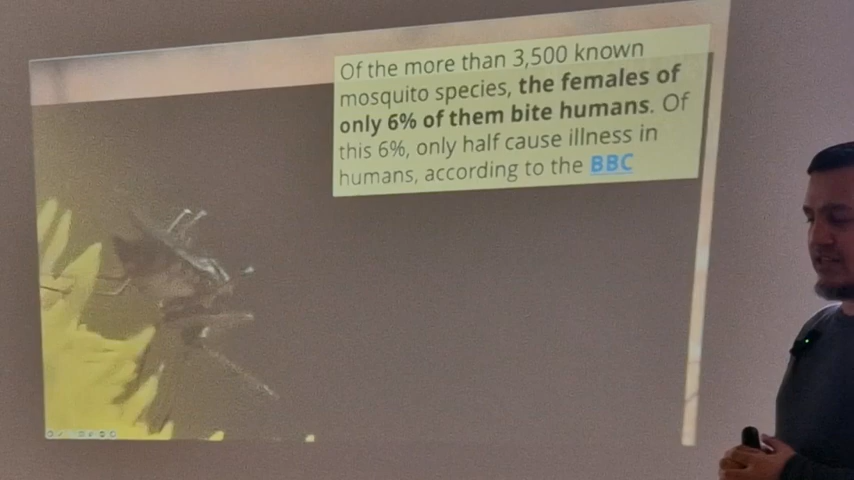 Of the more than 3,500 known
mosquito species, the females of
only 6% of them bite humans. Of
this 6%, only half cause illness in
humans, according to the BBC